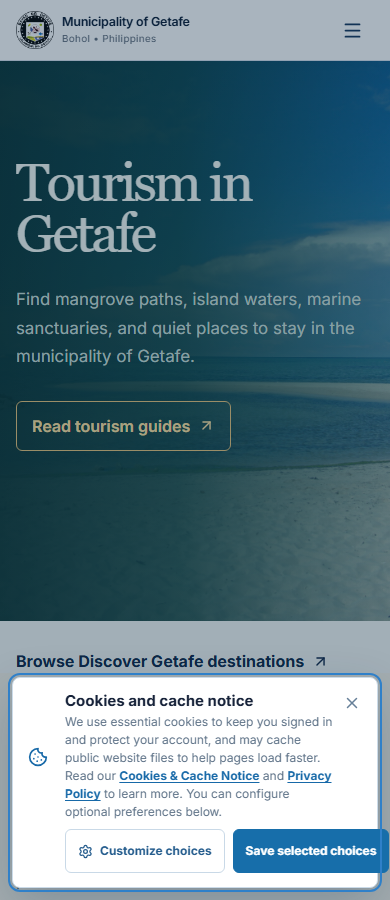 Municipality of Getafe
Bohol • Philippines
Tourism in
Getafe
Find mangrove paths, island waters, marine
sanctuaries, and quiet places to stay in the
municipality of Getafe.
Read tourism guides
Browse Discover Getafe destinations
Cookies and cache notice
We use essential cookies to keep you signed in
and protect your account, and may cache
public website files to help pages load faster.
Read our Cookies & Cache Notice and Privacy
Policy to learn more. You can configure
optional preferences below.
Customize choices
Save selected choices